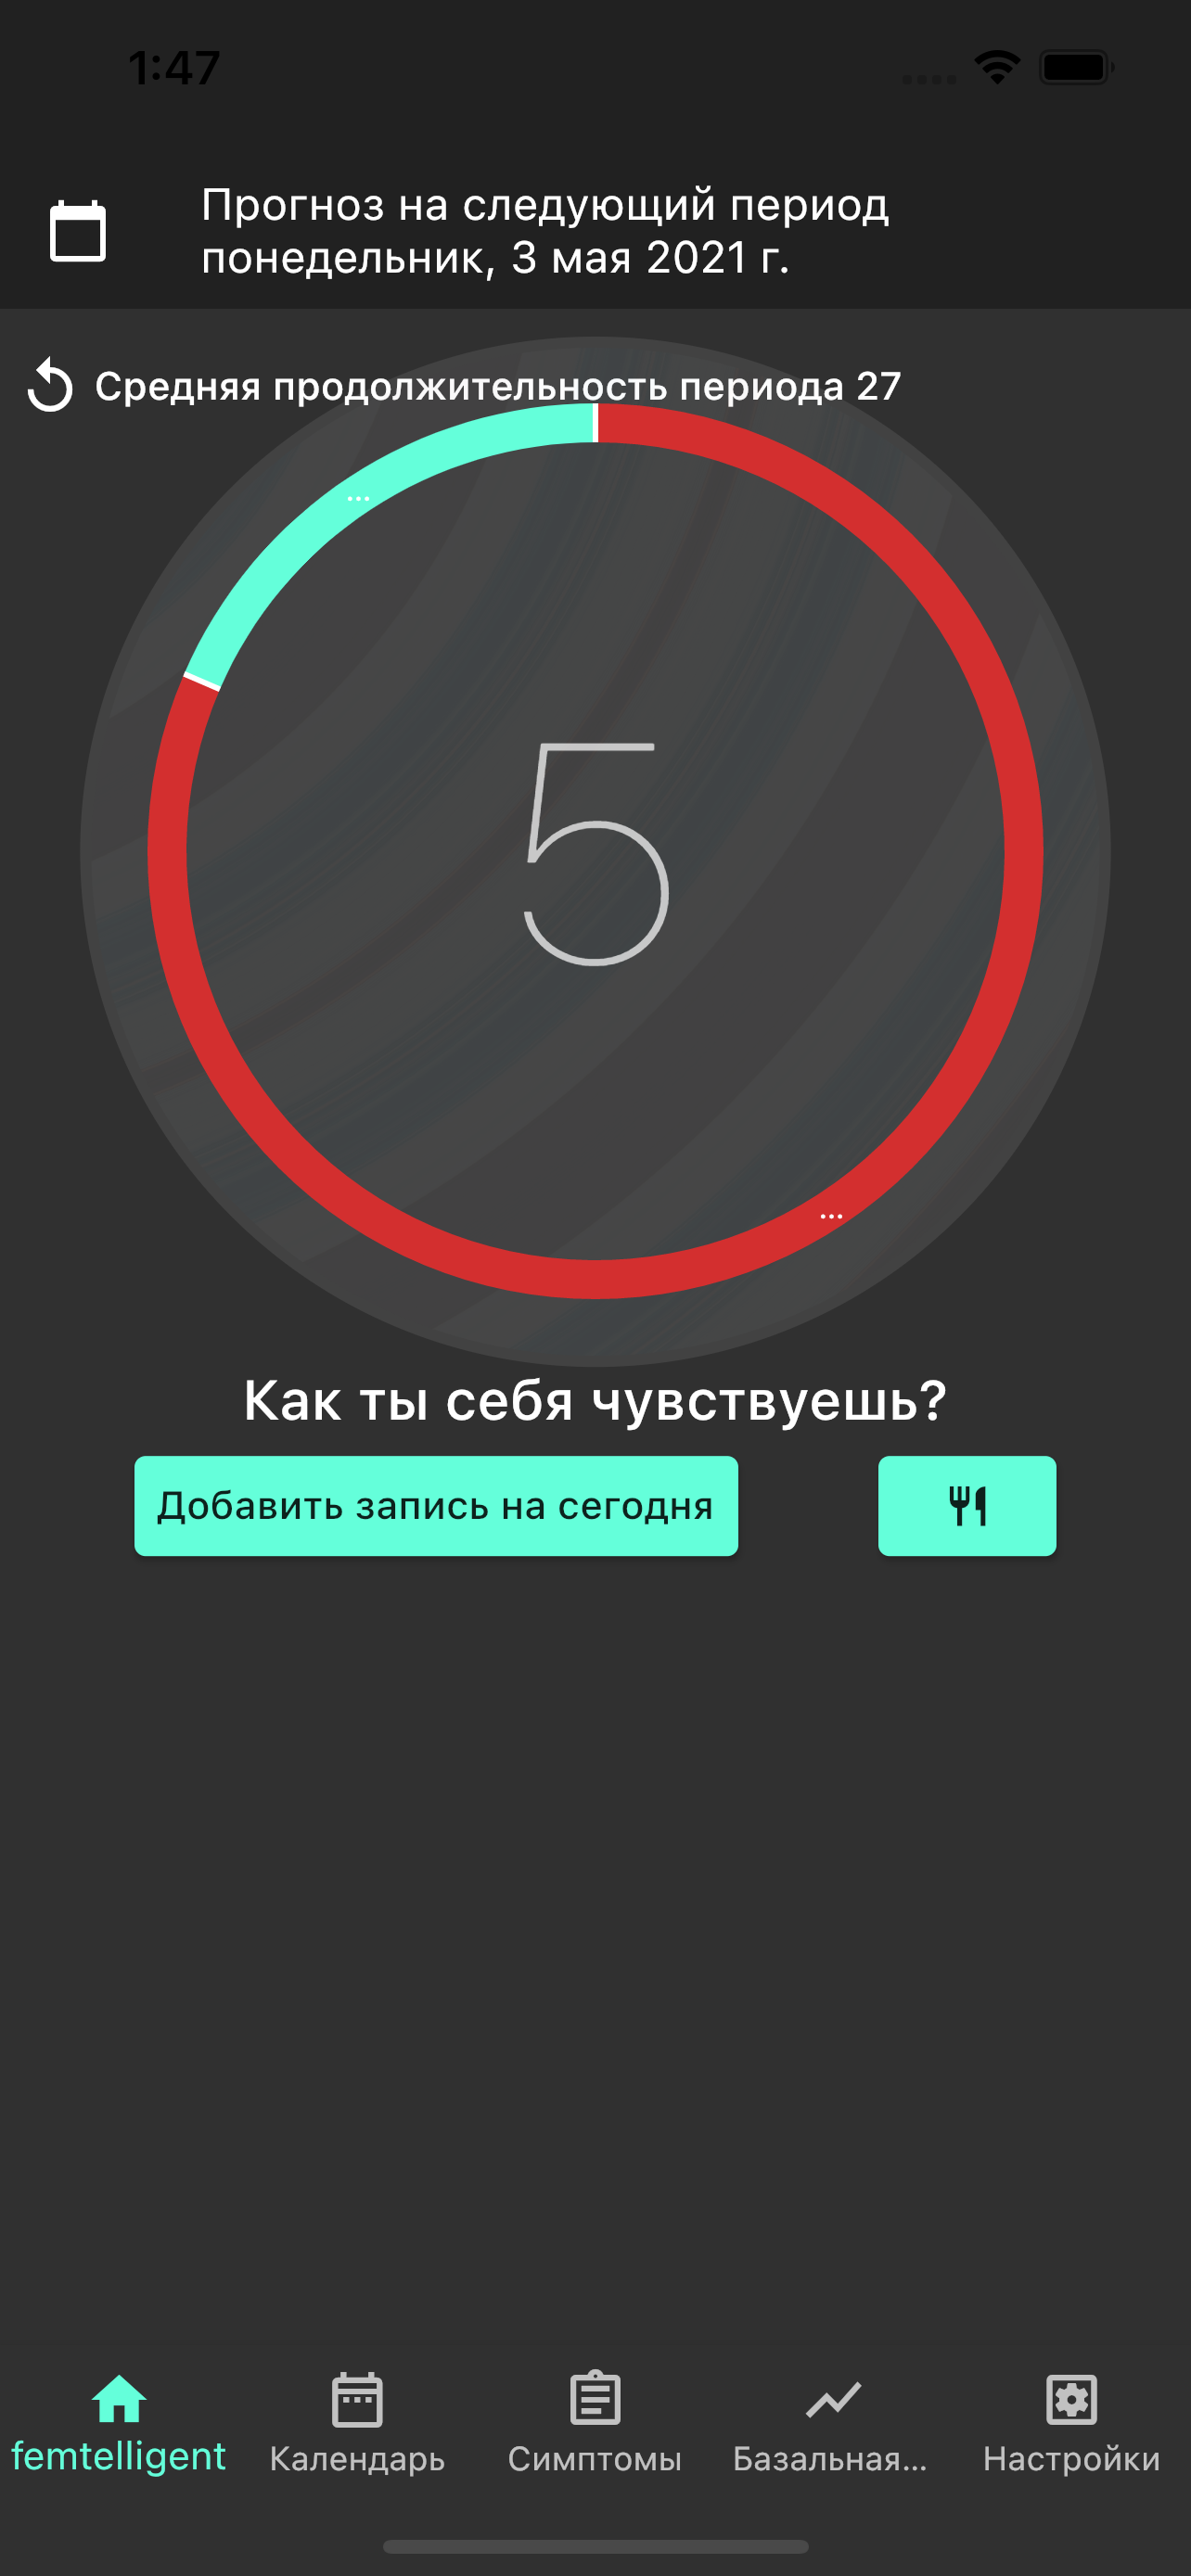 1:47
Прогноз на следующий период
понедельник, 3 мая 2021 г.
Средняя продолжительность периода 27
...
5
...
Как ты себя чувствуешь?
Добавить запись на сегодня
femtelligent
Календарь
Симптомы
Базальная...
Настройки